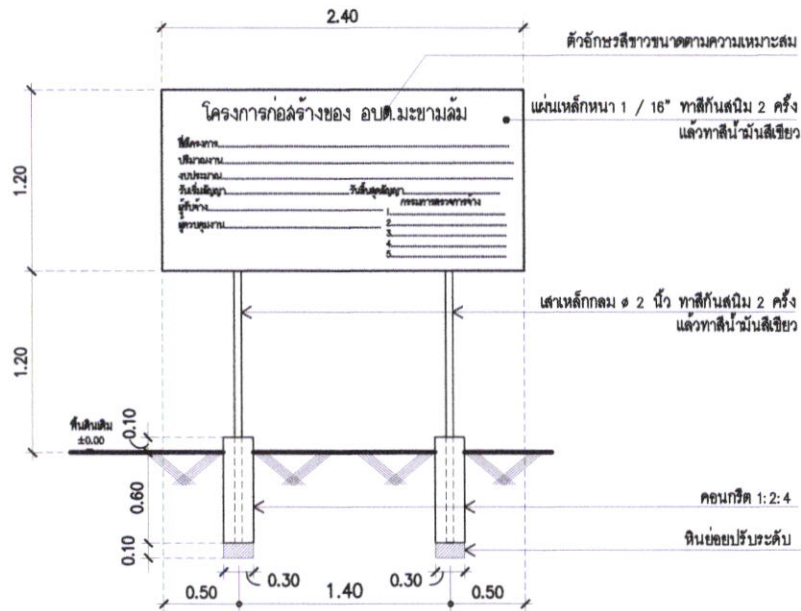 2.40
ตัวอักษรสีขาวขนาดตามความเหมาะสม
โครงการก่อสร้างของ อบต.มะขามล้ม
แผ่นเหล็กหนา 1 / 16" ทาสีกันสนิม 2 ครั้ง
แล้วทาสีน้ำมันสีเขียว
1.20
ชื่อโครงการ
ปริมาณงาน
งบประมาณ
วันเริ่มสัญญา วันสิ้นสุดสัญญา
ผู้รับจ้าง กรรมการตรวจการจ้าง
1.
ผู้ควบคุมงาน 2.
3.
4.
5.
1.20
เสาเหล็กกลม ø 2 นิ้ว ทาสีกันสนิม 2 ครั้ง
แล้วทาสีน้ำมันสีเขียว
พื้นดินเดิม
±0.00
0.10
0.60
คอนกรีต 1:2:4
0.10
หินย่อยปรับระดับ
0.50 0.30 1.40 0.30 0.50